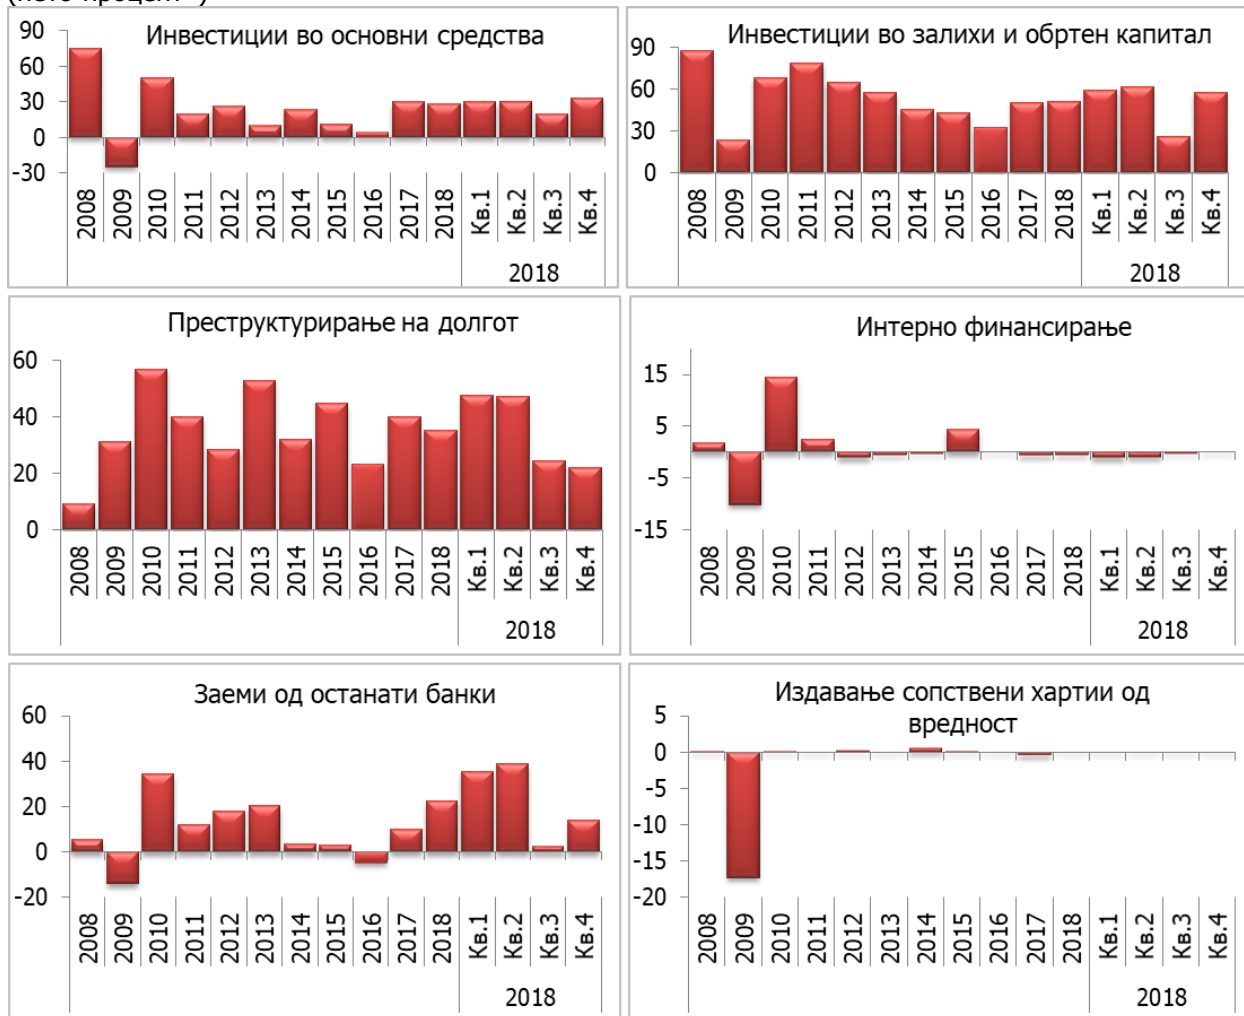 Инвестиции во основни средства
90
60
30
0
-30
2008 2009 2010 2011 2012 2013 2014 2015 2016 2017 2018 Кв.1 Кв.2 Кв.3 Кв.4
2018
Инвестиции во залихи и обртен капитал
90
60
30
0
2008 2009 2010 2011 2012 2013 2014 2015 2016 2017 2018 Кв.1 Кв.2 Кв.3 Кв.4
2018
Преструктурирање на долгот
60
40
20
0
2008 2009 2010 2011 2012 2013 2014 2015 2016 2017 2018 Кв.1 Кв.2 Кв.3 Кв.4
2018
Интерно финансирање
15
5
-5
-15
2008 2009 2010 2011 2012 2013 2014 2015 2016 2017 2018 Кв.1 Кв.2 Кв.3 Кв.4
2018
Заеми од останати банки
60
40
20
0
-20
2008 2009 2010 2011 2012 2013 2014 2015 2016 2017 2018 Кв.1 Кв.2 Кв.3 Кв.4
2018
Издавање сопствени хартии од
вредност
5
0
-5
-10
-15
-20
2008 2009 2010 2011 2012 2013 2014 2015 2016 2017 2018 Кв.1 Кв.2 Кв.3 Кв.4
2018